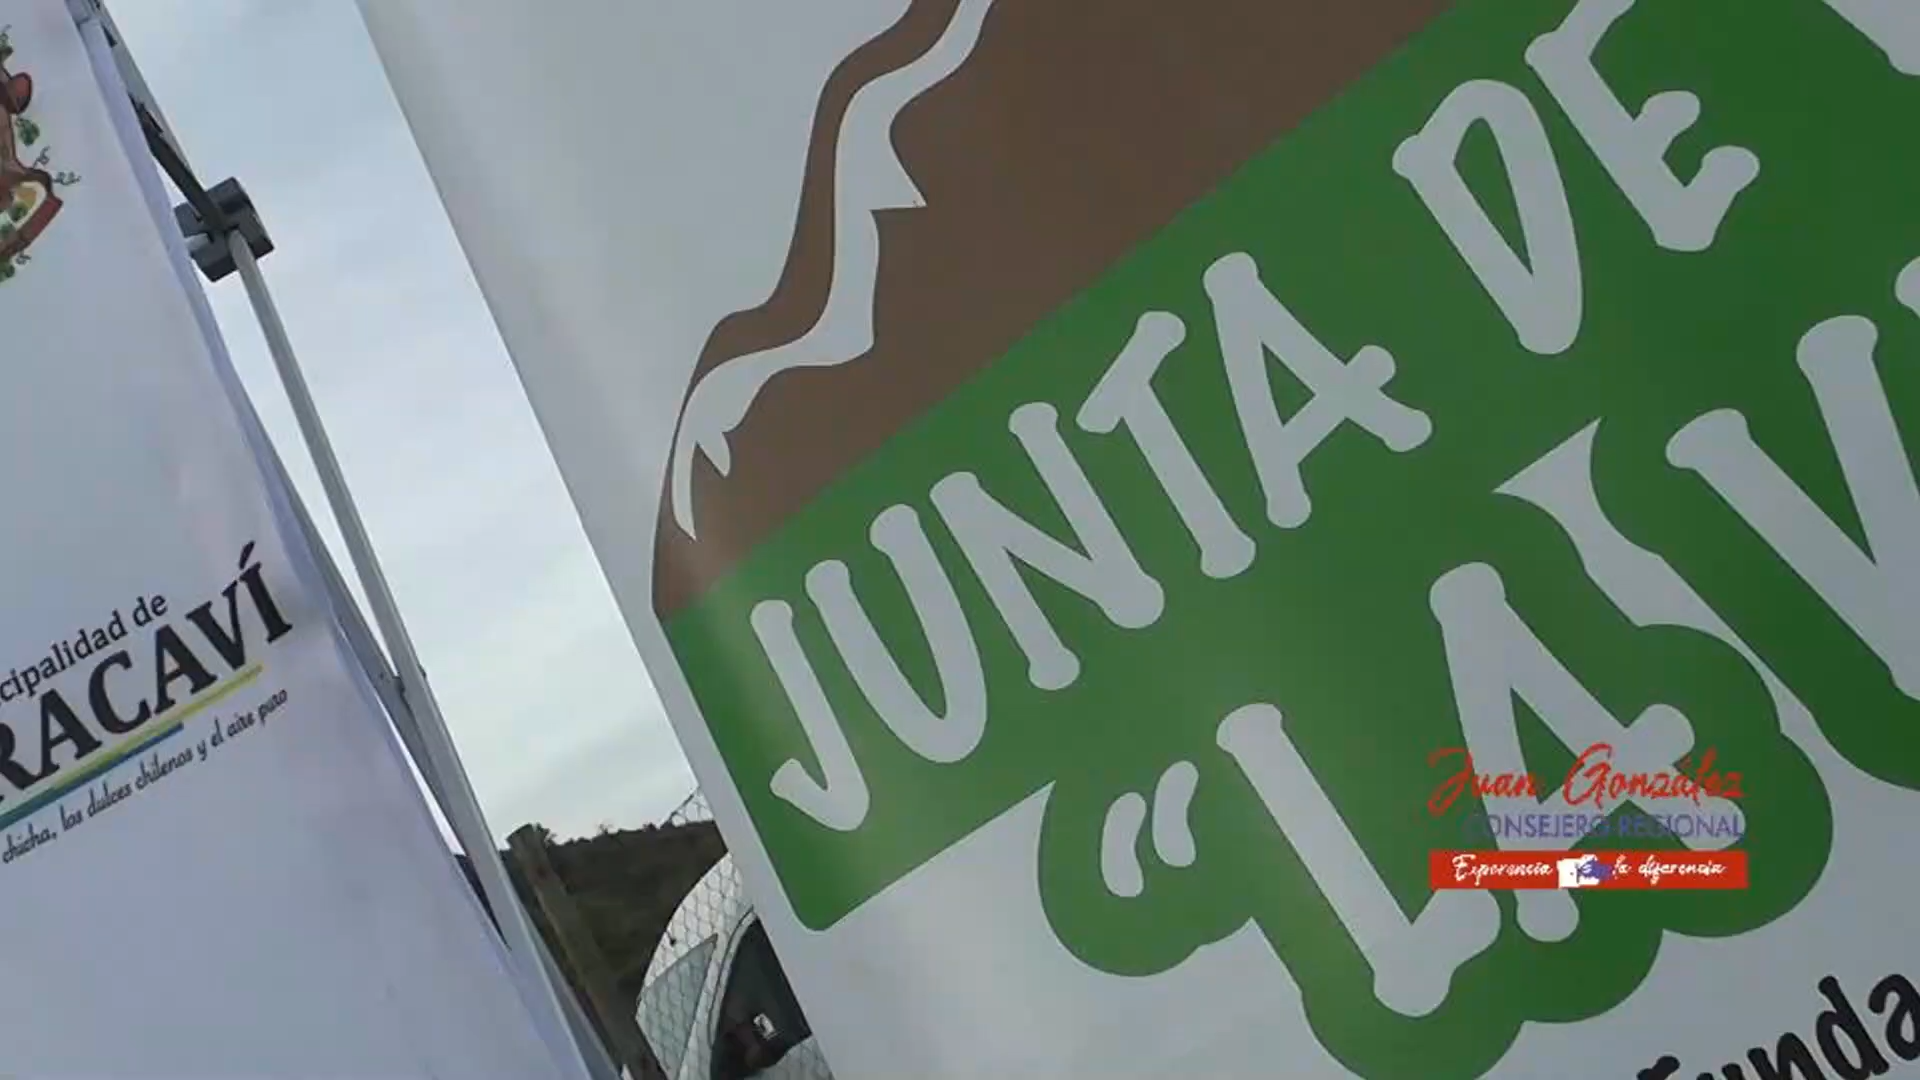 cipalidad de
RACAVÍ
chicha, los dulces chilenos y el aire puro
JUNTA DE
"LA
Funda
Juan González
CONSEJERO REGIONAL
Experiencia la diferencia